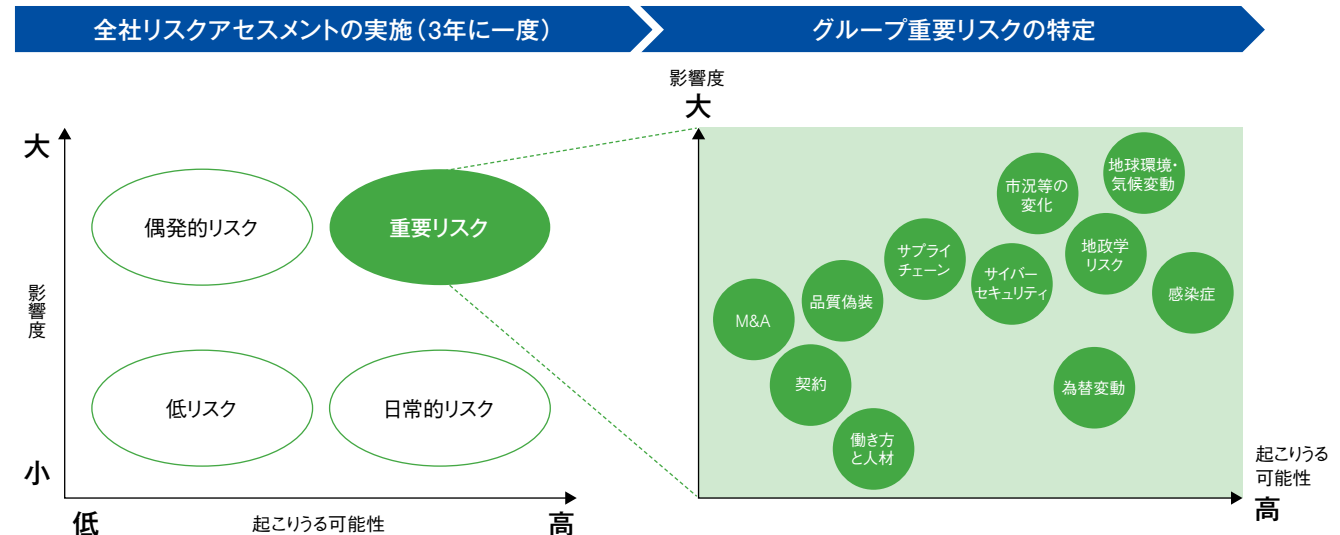 全社リスクアセスメントの実施（3年に一度）
グループ重要リスクの特定
大
影響度
小
低
起こりうる可能性
高
偶発的リスク
重要リスク
低リスク
日常的リスク
影響度
大
地球環境・
気候変動
市況等の
変化
地政学
リスク
サプライ
チェーン
サイバー
セキュリティ
感染症
品質偽装
M&A
契約
為替変動
働き方
と人材
起こりうる
可能性
高